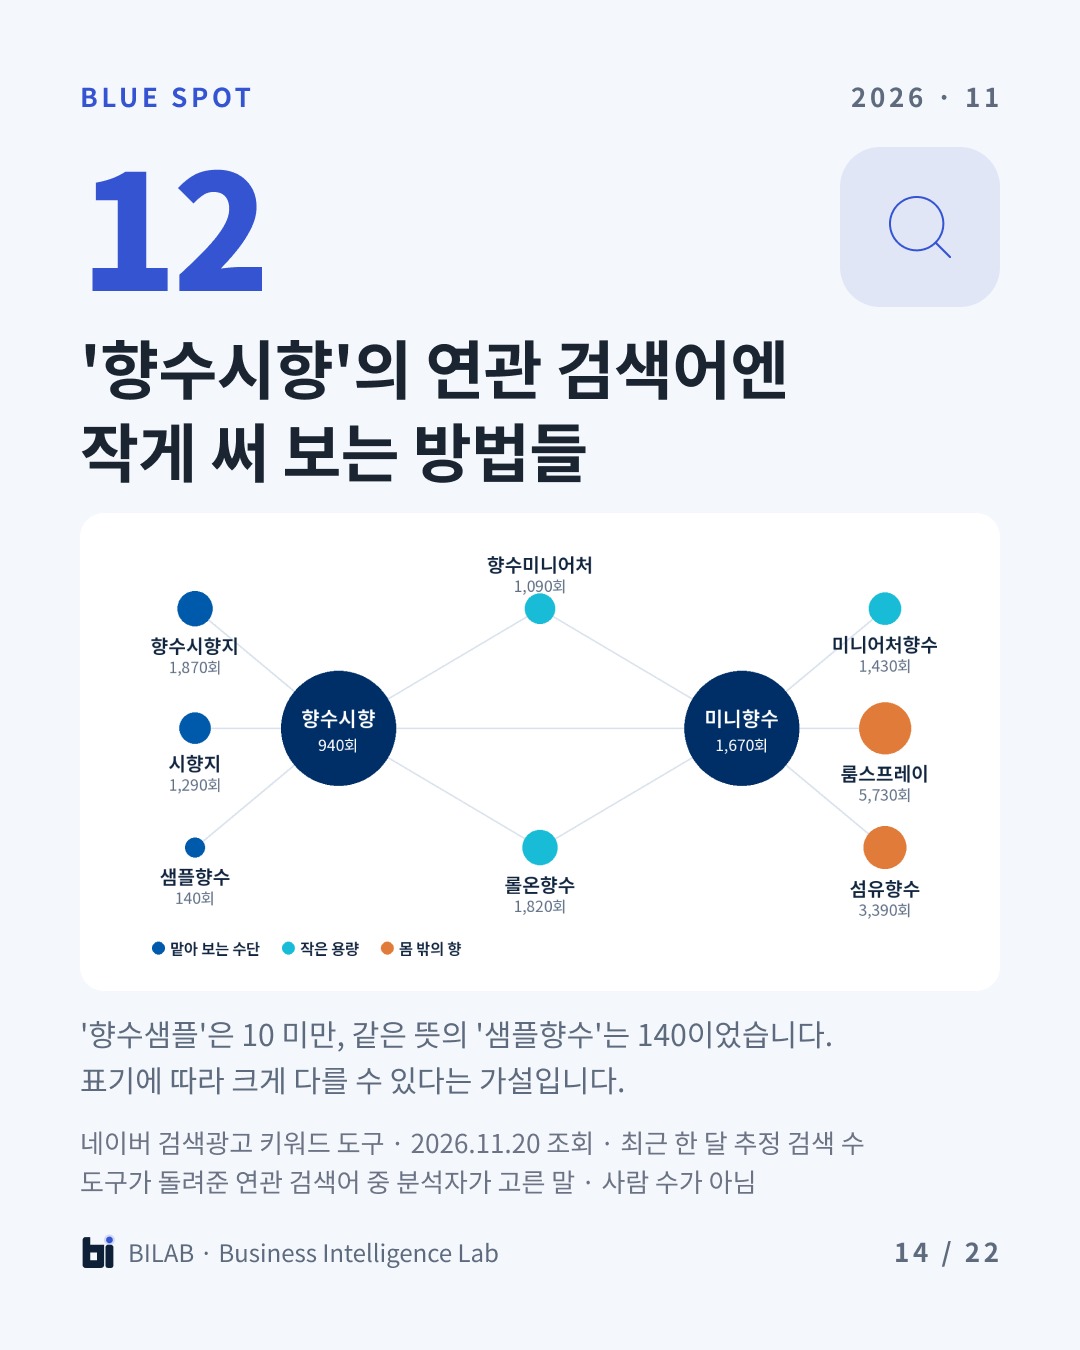 BLUE SPOT
2026 · 11
12
'향수시향'의 연관 검색어엔
작게 써 보는 방법들
향수미니어처
1,090회
향수시향지
1,870회
미니어처향수
1,430회
향수시향
940회
미니향수
1,670회
시향지
1,290회
룸스프레이
5,730회
샘플향수
140회
롤온향수
1,820회
섬유향수
3,390회
맡아 보는 수단
작은 용량
몸 밖의 향
'향수샘플'은 10 미만, 같은 뜻의 '샘플향수'는 140이었습니다.
표기에 따라 크게 다를 수 있다는 가설입니다.
네이버 검색광고 키워드 도구 · 2026.11.20 조회 · 최근 한 달 추정 검색 수
도구가 돌려준 연관 검색어 중 분석자가 고른 말 · 사람 수가 아님
bi BILAB · Business Intelligence Lab
14 / 22